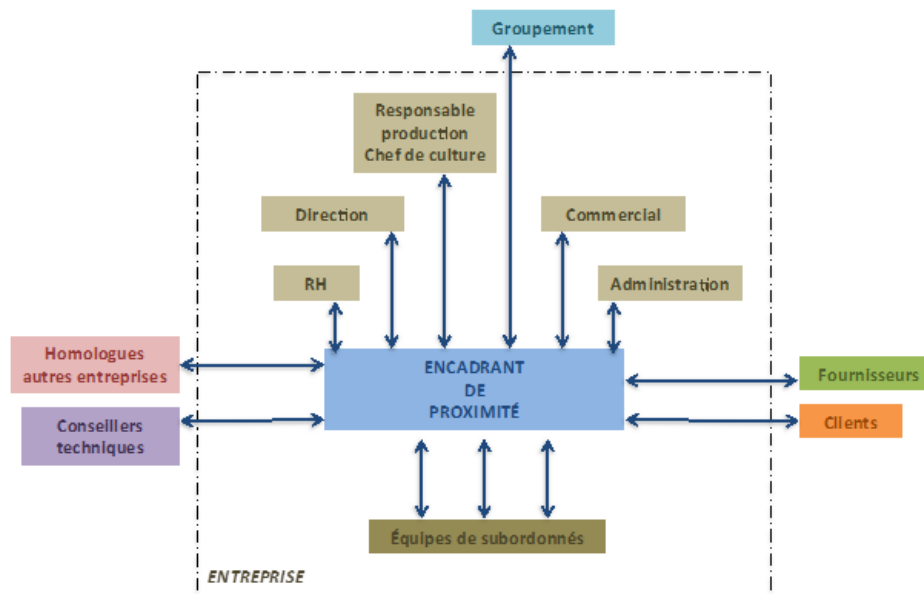 Groupement
Responsable
production
Chef de culture
Direction
Commercial
RH
Administration
Homologues
autres entreprises
ENCADRANT
DE
PROXIMITÉ
Fournisseurs
Conseillers
techniques
Clients
Équipes de subordonnés
ENTREPRISE